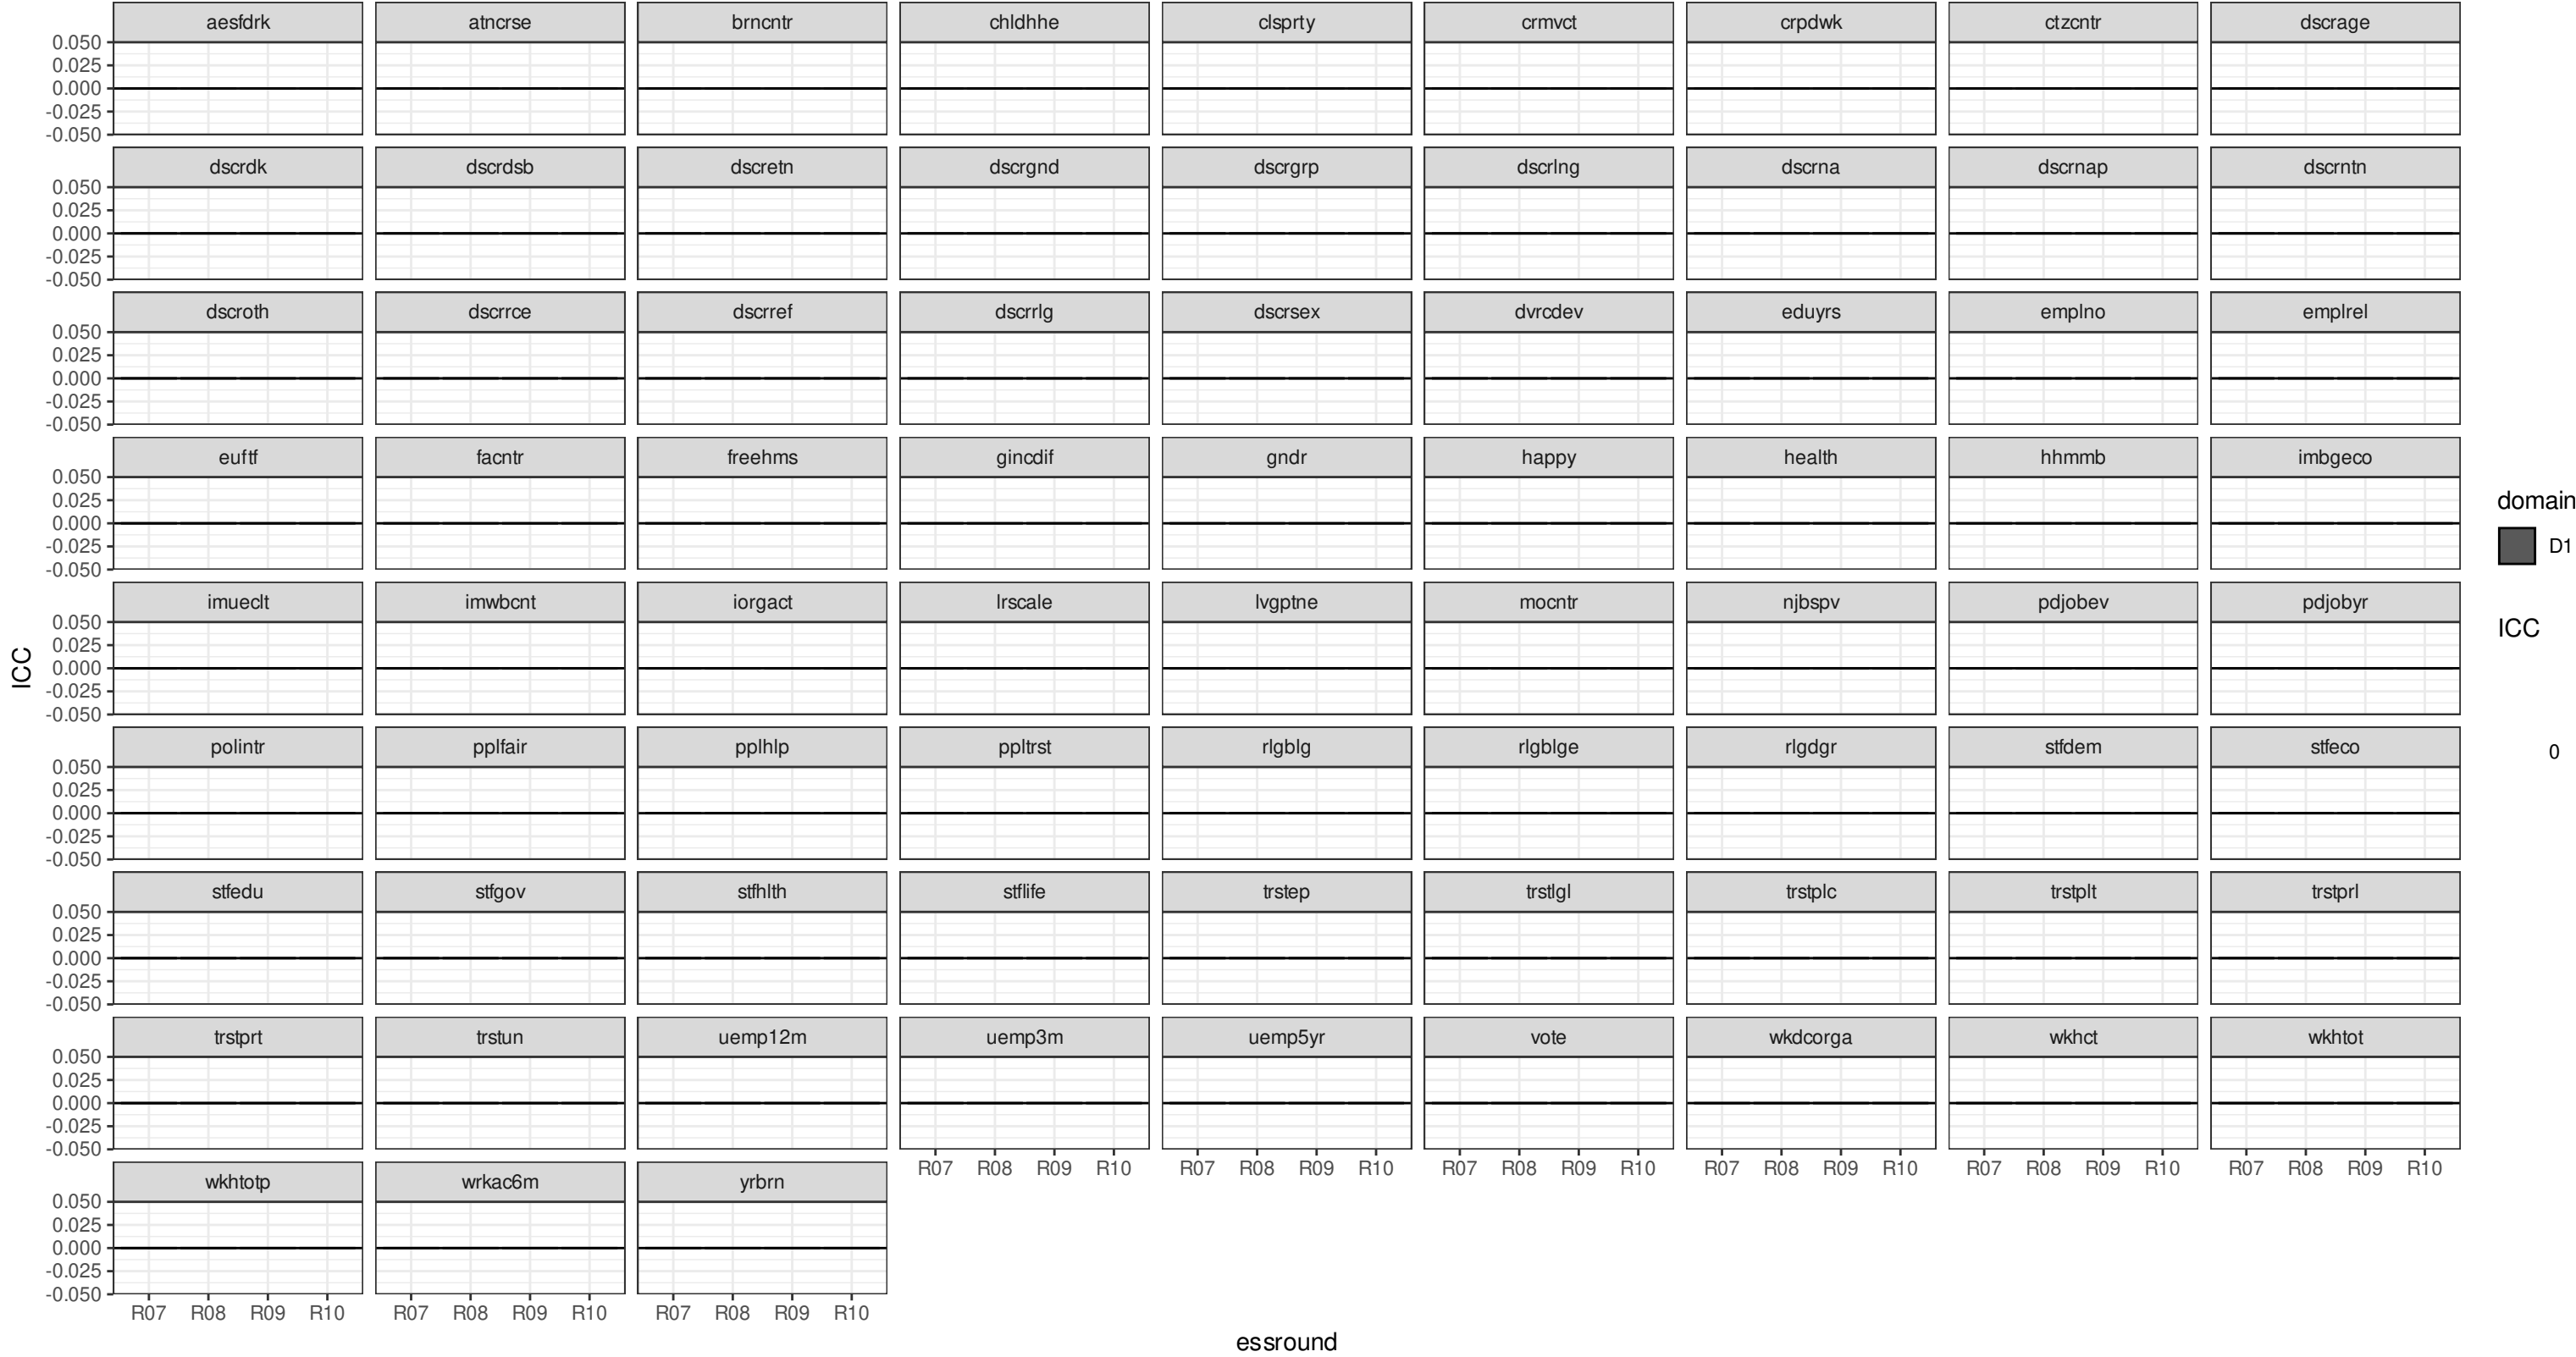 aesfdrk atncrse brncntr chldhhe clsprty crmvct crpdwk ctzcntr dscrage
0.050
0.025
0.000
-0.025
-0.050
dscrdk dscrdsb dscretn dscrgnd dscrgrp dscrlng dscrna dscrnap dscrntn
0.050
0.025
0.000
-0.025
-0.050
dscroth dscrrce dscrref dscrrlg dscrsex dvrcdev eduyrs emplno emplrel
0.050
0.025
0.000
-0.025
-0.050
euftf facntr freehms gincdif gndr happy health hhmmb imbgeco
0.050
0.025
0.000
-0.025
-0.050
imueclt imwbcnt iorgact lrscale lvgptne mocntr njbspv pdjobev pdjobyr
0.050
0.025
0.000
-0.025
-0.050
polintr pplfair pplhlp ppltrst rlgblg rlgblge rlgdgr stfdem stfeco
0.050
0.025
0.000
-0.025
-0.050
stfedu stfgov stfhlth stflife trstep trstlgl trstplc trstplt trstprl
0.050
0.025
0.000
-0.025
-0.050
trstprt trstun uemp12m uemp3m uemp5yr vote wkdcorga wkhct wkhtot
0.050
0.025
0.000
-0.025
-0.050
R07 R08 R09 R10 R07 R08 R09 R10 R07 R08 R09 R10 R07 R08 R09 R10 R07 R08 R09 R10 R07 R08 R09 R10
wkhtotp wrkac6m yrbrn
0.050
0.025
0.000
-0.025
-0.050
R07 R08 R09 R10 R07 R08 R09 R10 R07 R08 R09 R10
essround
ICC
domain
D1
ICC
0